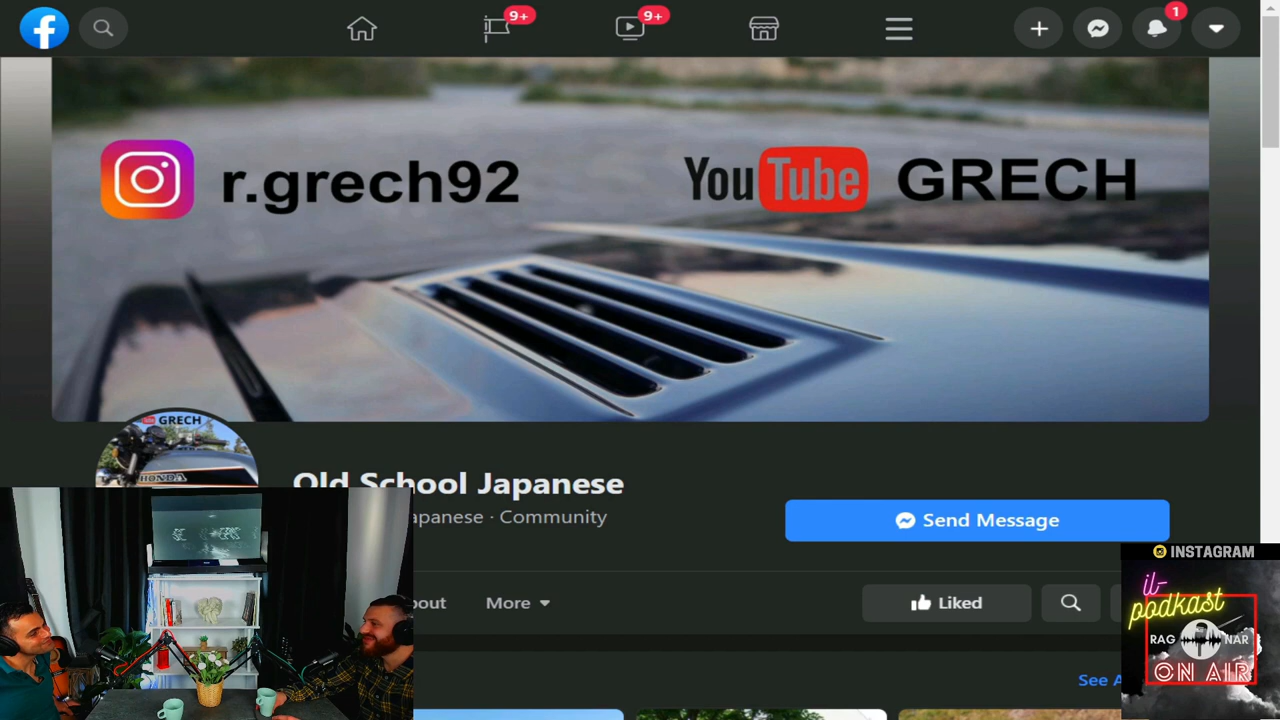 9+
9+
1
r.grech92
YouTube GRECH
GRECH
HONDA
Old School Japanese
apanese · Community
Send Message
bout
More
Liked
See A
INSTAGRAM
il-
podkast
RAG NAR
ON AIR